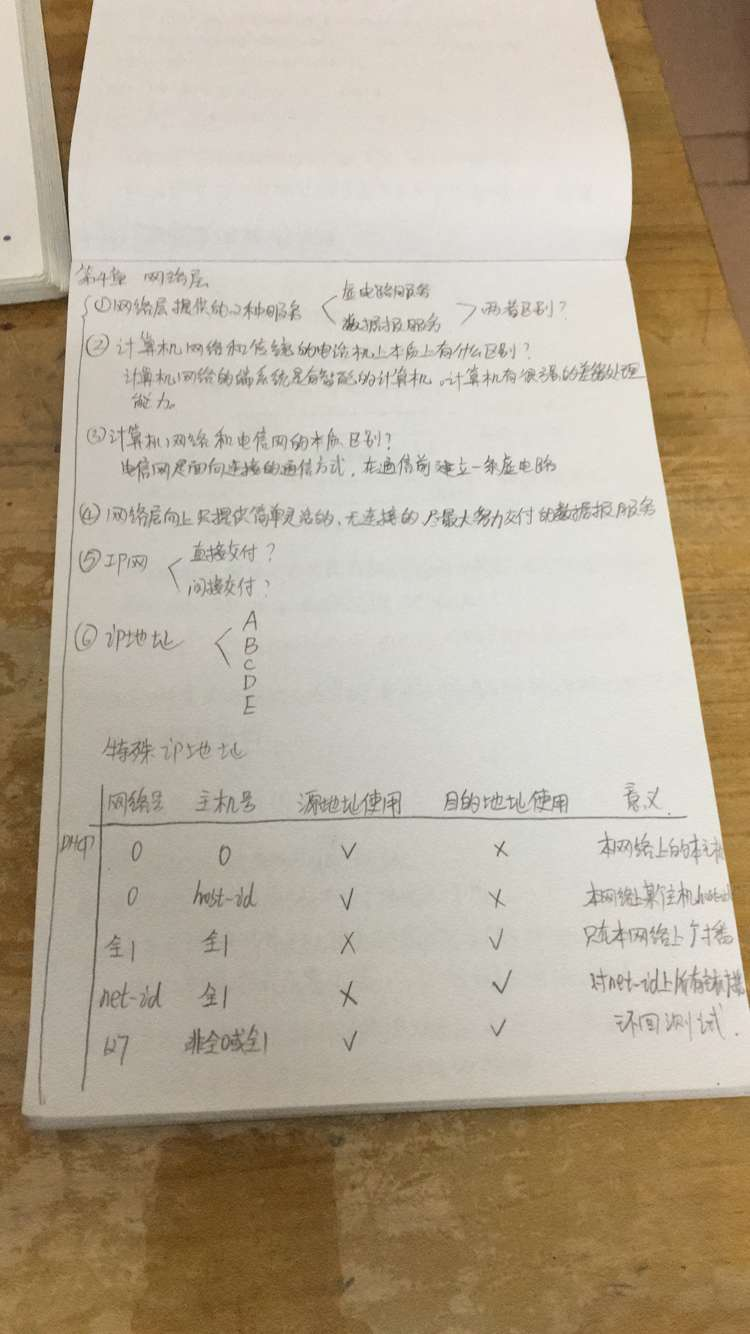 第4章 网络层
①网络层提供的2种服务 虚电路服务 数据报服务 两者区别?
②计算机网络和传统的电话机上本质上有什么区别?
计算机网络的端系统是有智能的计算机。计算机有很强的差错处理
能力。
③计算机网络和电信网的本质区别?
电信网是面向连接的通信方式,在通信前建立一条虚电路
④网络层向上只提供简单灵活的、无连接的尽最大努力交付的数据报服务
⑤IP网 直接交付?
间接交付?
⑥ip地址 A
B
C
D
E
特殊ip地址
网络号 主机号 源地址使用 目的地址使用 意义
0 0 ✓ × 本网络上的本主机
0 host-id ✓ × 本网络上某个主机host-id
全1 全1 × ✓ 只在本网络上广播
net-id 全1 × ✓ 对net-id上所有
127 非全0或全1 ✓ ✓ 环回测试.